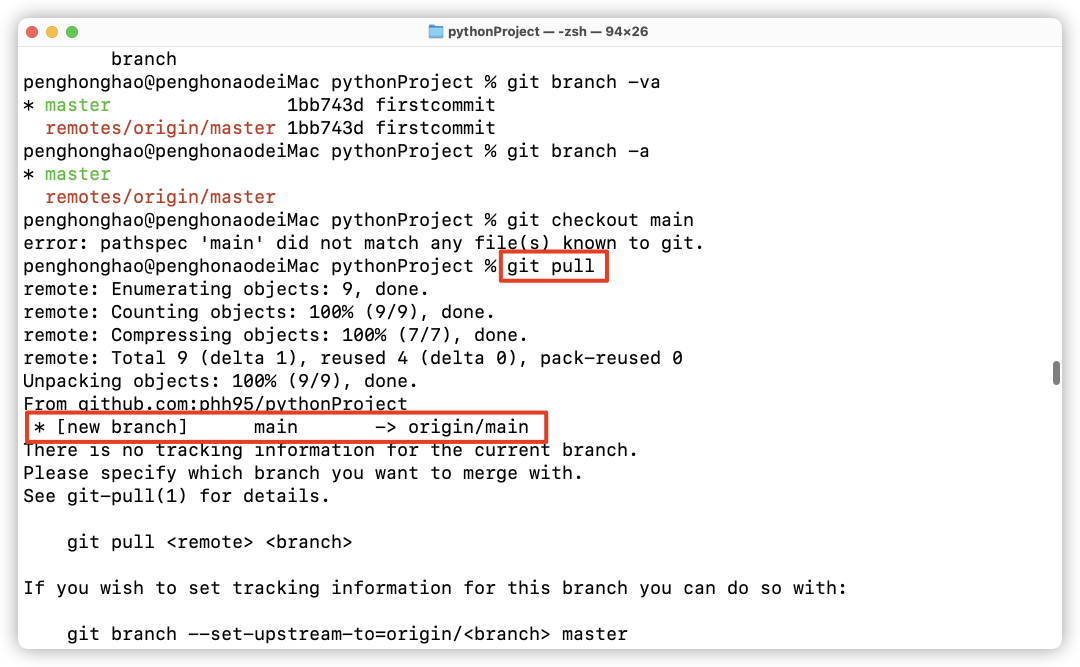 pythonProject — -zsh — 94×26
branch
penghonghao@penghonaodeiMac pythonProject % git branch -va
* master 1bb743d firstcommit
remotes/origin/master 1bb743d firstcommit
penghonghao@penghonaodeiMac pythonProject % git branch -a
* master
remotes/origin/master
penghonghao@penghonaodeiMac pythonProject % git checkout main
error: pathspec 'main' did not match any file(s) known to git.
penghonghao@penghonaodeiMac pythonProject % git pull
remote: Enumerating objects: 9, done.
remote: Counting objects: 100% (9/9), done.
remote: Compressing objects: 100% (7/7), done.
remote: Total 9 (delta 1), reused 4 (delta 0), pack-reused 0
Unpacking objects: 100% (9/9), done.
From github.com:phh95/pythonProject
* [new branch] main -> origin/main
There is no tracking information for the current branch.
Please specify which branch you want to merge with.
See git-pull(1) for details.
git pull <remote> <branch>
If you wish to set tracking information for this branch you can do so with:
git branch --set-upstream-to=origin/<branch> master